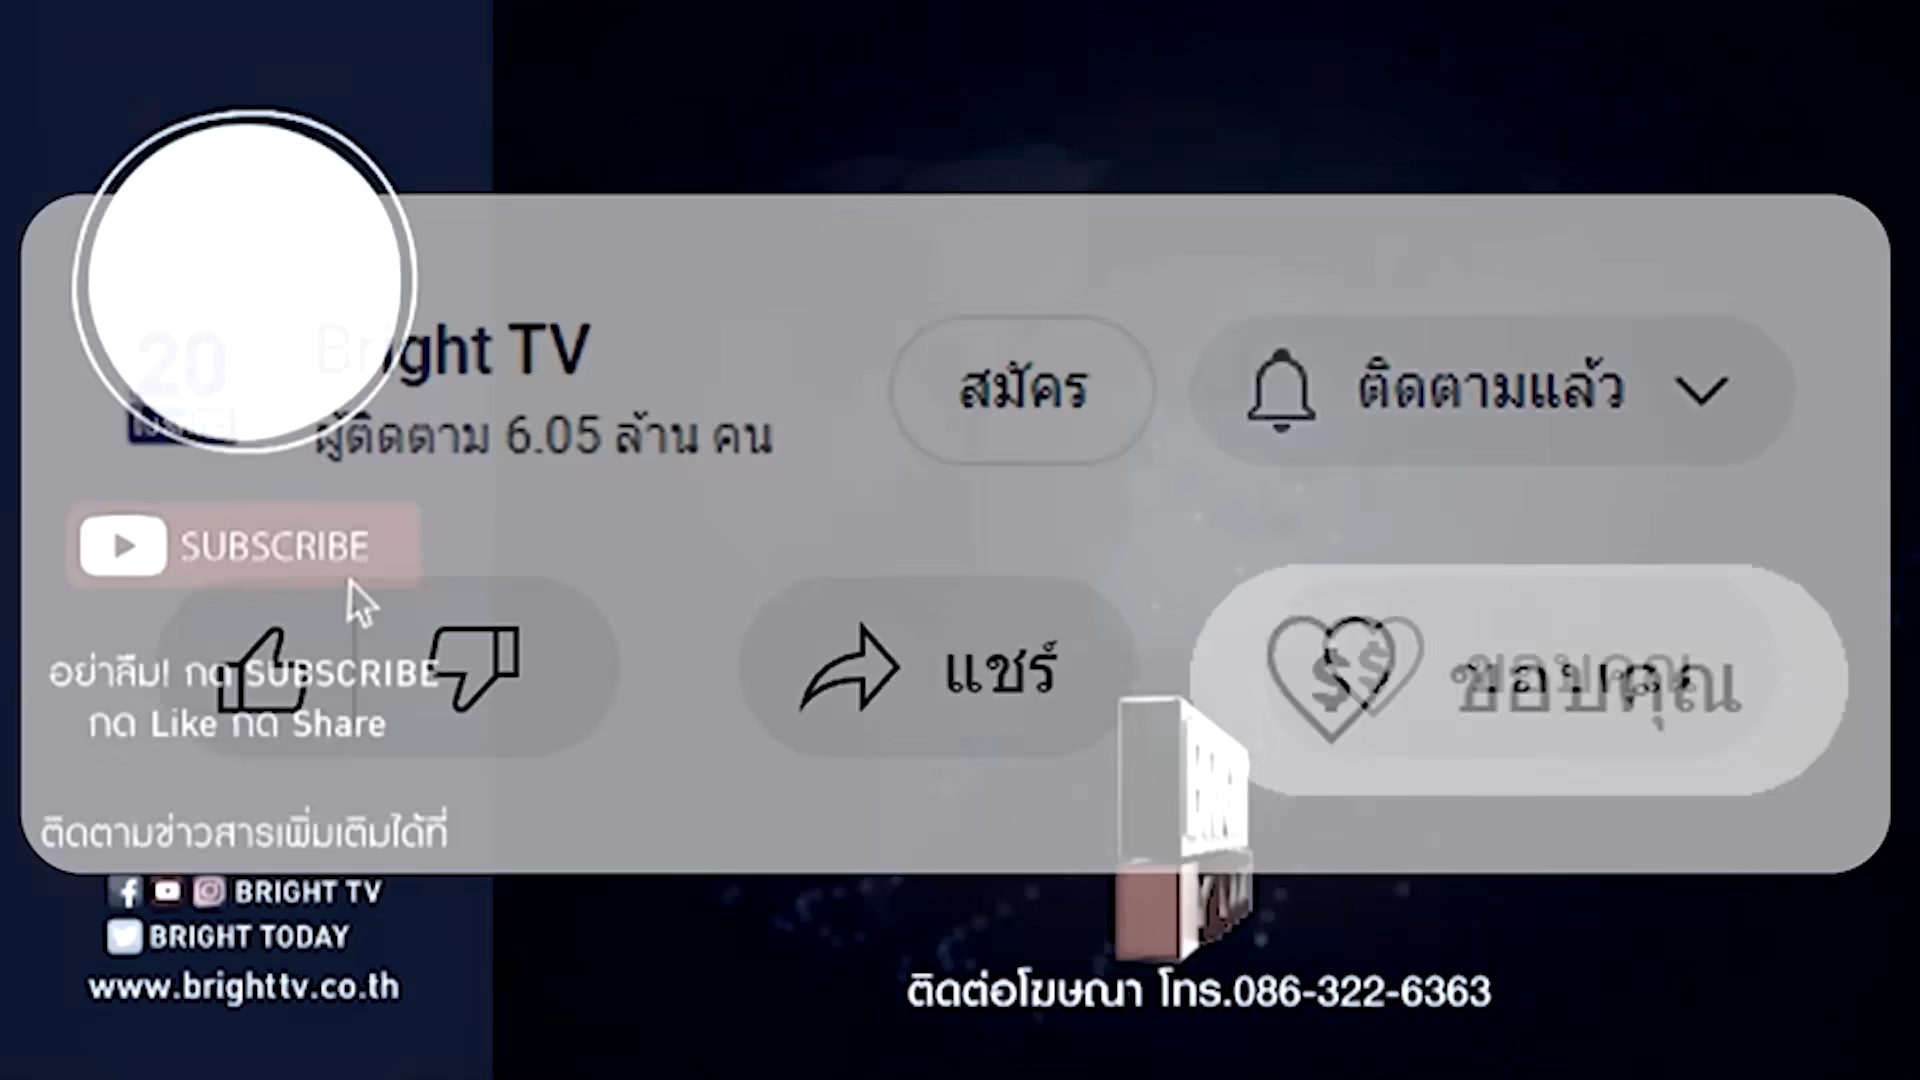 20
Bright TV
ผู้ติดตาม 6.05 ล้าน คน
สมัคร
ติดตามแล้ว
SUBSCRIBE
แชร์
ขอบคุณ
อย่าลืม! กด SUBSCRIBE
กด Like กด Share
ติดตามข่าวสารเพิ่มเติมได้ที่
BRIGHT TV
BRIGHT TODAY
www.brighttv.co.th
ติดต่อโฆษณา โทร.086-322-6363